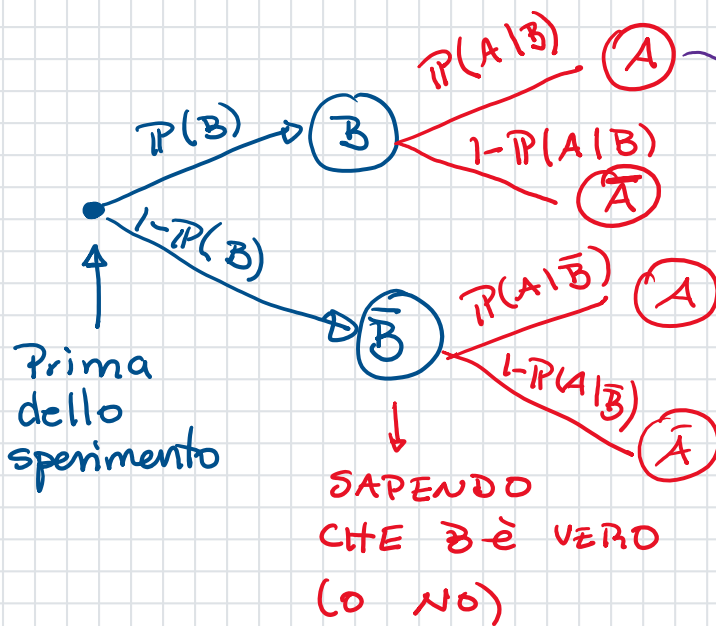 P(A|B)
A
P(B)
B
1-P(A|B)
A̅
1-P(B)
P(A|B̅)
A
B̅
1-P(A|B̅)
A̅
Prima
dello
sperimento
SAPENDO
CHE B è VERO
(O NO)